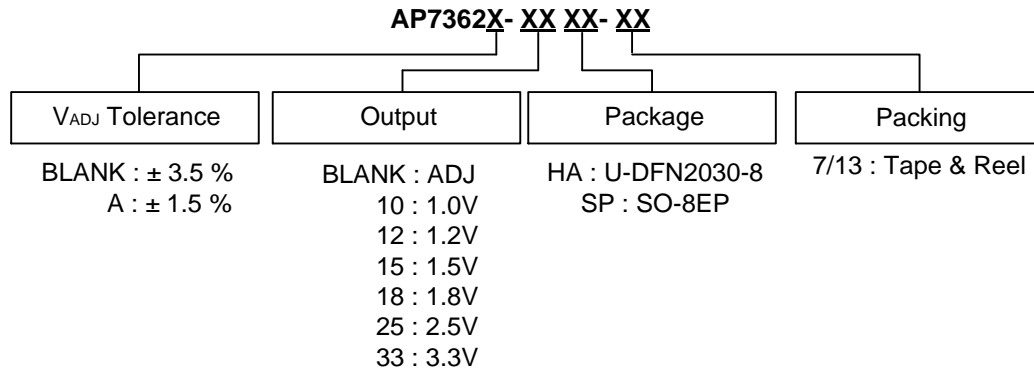 AP7362X- XX XX- XX
VADJ Tolerance
BLANK : ± 3.5 %
A : ± 1.5 %
Output
BLANK : ADJ
10 : 1.0V
12 : 1.2V
15 : 1.5V
18 : 1.8V
25 : 2.5V
33 : 3.3V
Package
HA : U-DFN2030-8
SP : SO-8EP
Packing
7/13 : Tape & Reel